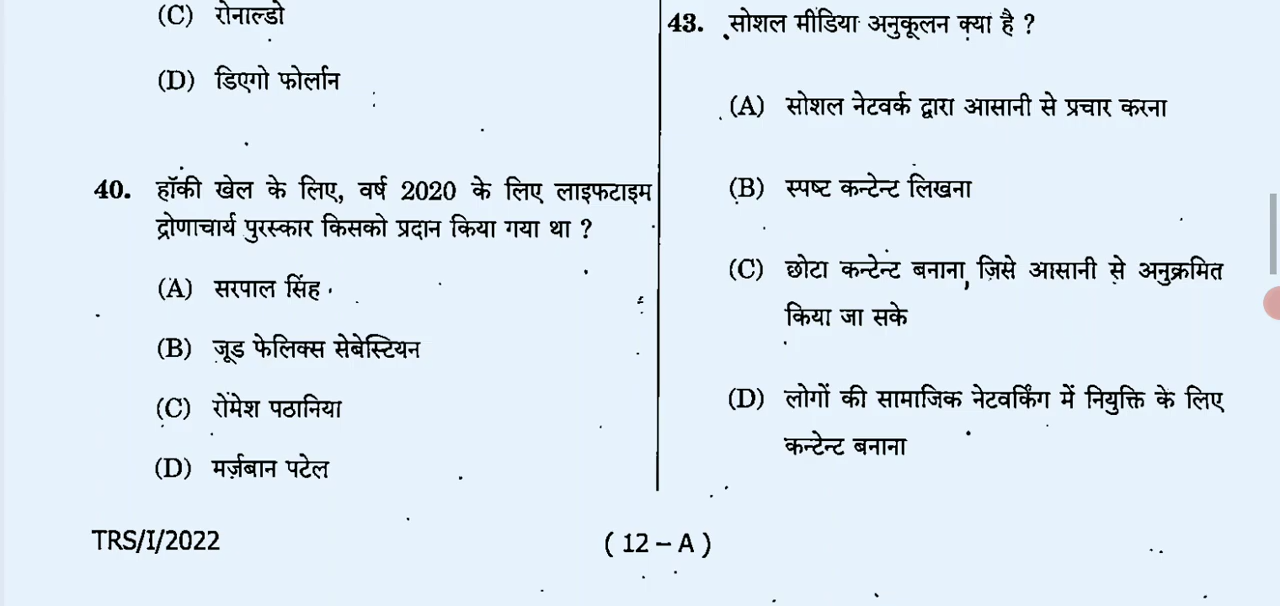 (C) रोनाल्डो
(D) डिएगो फोर्लान
40. हॉकी खेल के लिए, वर्ष 2020 के लिए लाइफटाइम
द्रोणाचार्य पुरस्कार किसको प्रदान किया गया था ?
(A) सरपाल सिंह
(B) जूड फेलिक्स सेबेस्टियन
(C) रोमेश पठानिया
(D) मर्ज़बान पटेल
43. सोशल मीडिया अनुकूलन क्या है ?
(A) सोशल नेटवर्क द्वारा आसानी से प्रचार करना
(B) स्पष्ट कन्टेन्ट लिखना
(C) छोटा कन्टेन्ट बनाना, जिसे आसानी से अनुक्रमित
किया जा सके
(D) लोगों की सामाजिक नेटवर्किंग में नियुक्ति के लिए
कन्टेन्ट बनाना
TRS/I/2022
( 12 – A )